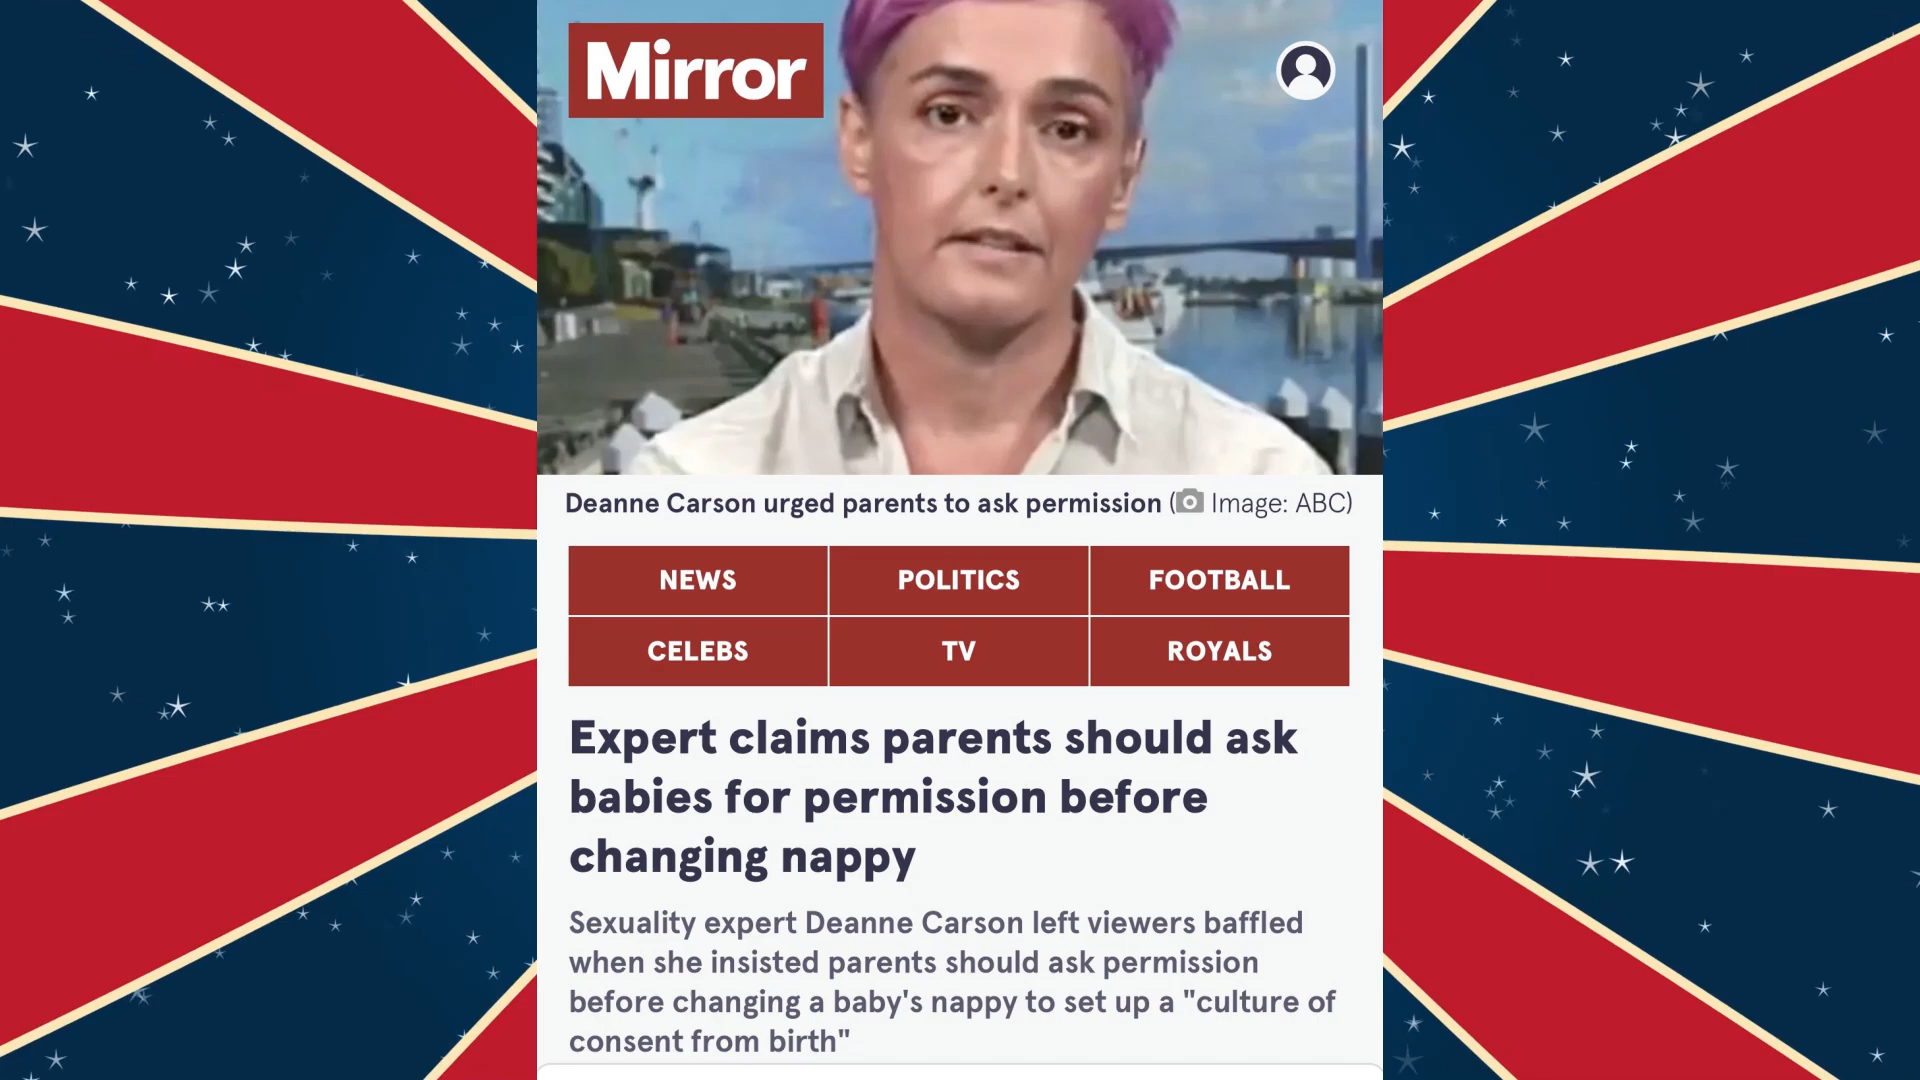 Mirror
Deanne Carson urged parents to ask permission (Image: ABC)
NEWS
POLITICS
FOOTBALL
CELEBS
TV
ROYALS
Expert claims parents should ask
babies for permission before
changing nappy
Sexuality expert Deanne Carson left viewers baffled
when she insisted parents should ask permission
before changing a baby's nappy to set up a "culture of
consent from birth"